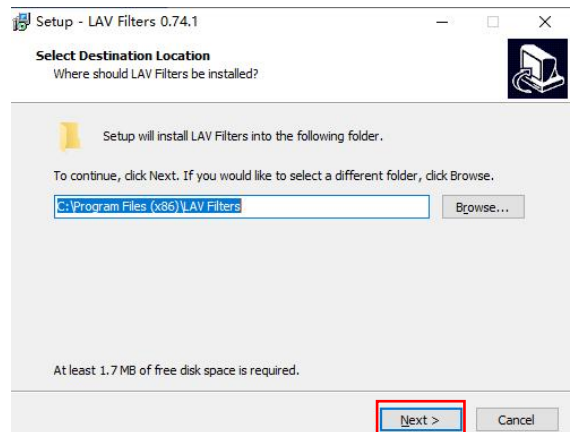 Setup - LAV Filters 0.74.1
Select Destination Location
Where should LAV Filters be installed?
Setup will install LAV Filters into the following folder.
To continue, click Next. If you would like to select a different folder, click Browse.
C:\Program Files (x86)\LAV Filters
Browse...
At least 1.7 MB of free disk space is required.
Next >
Cancel